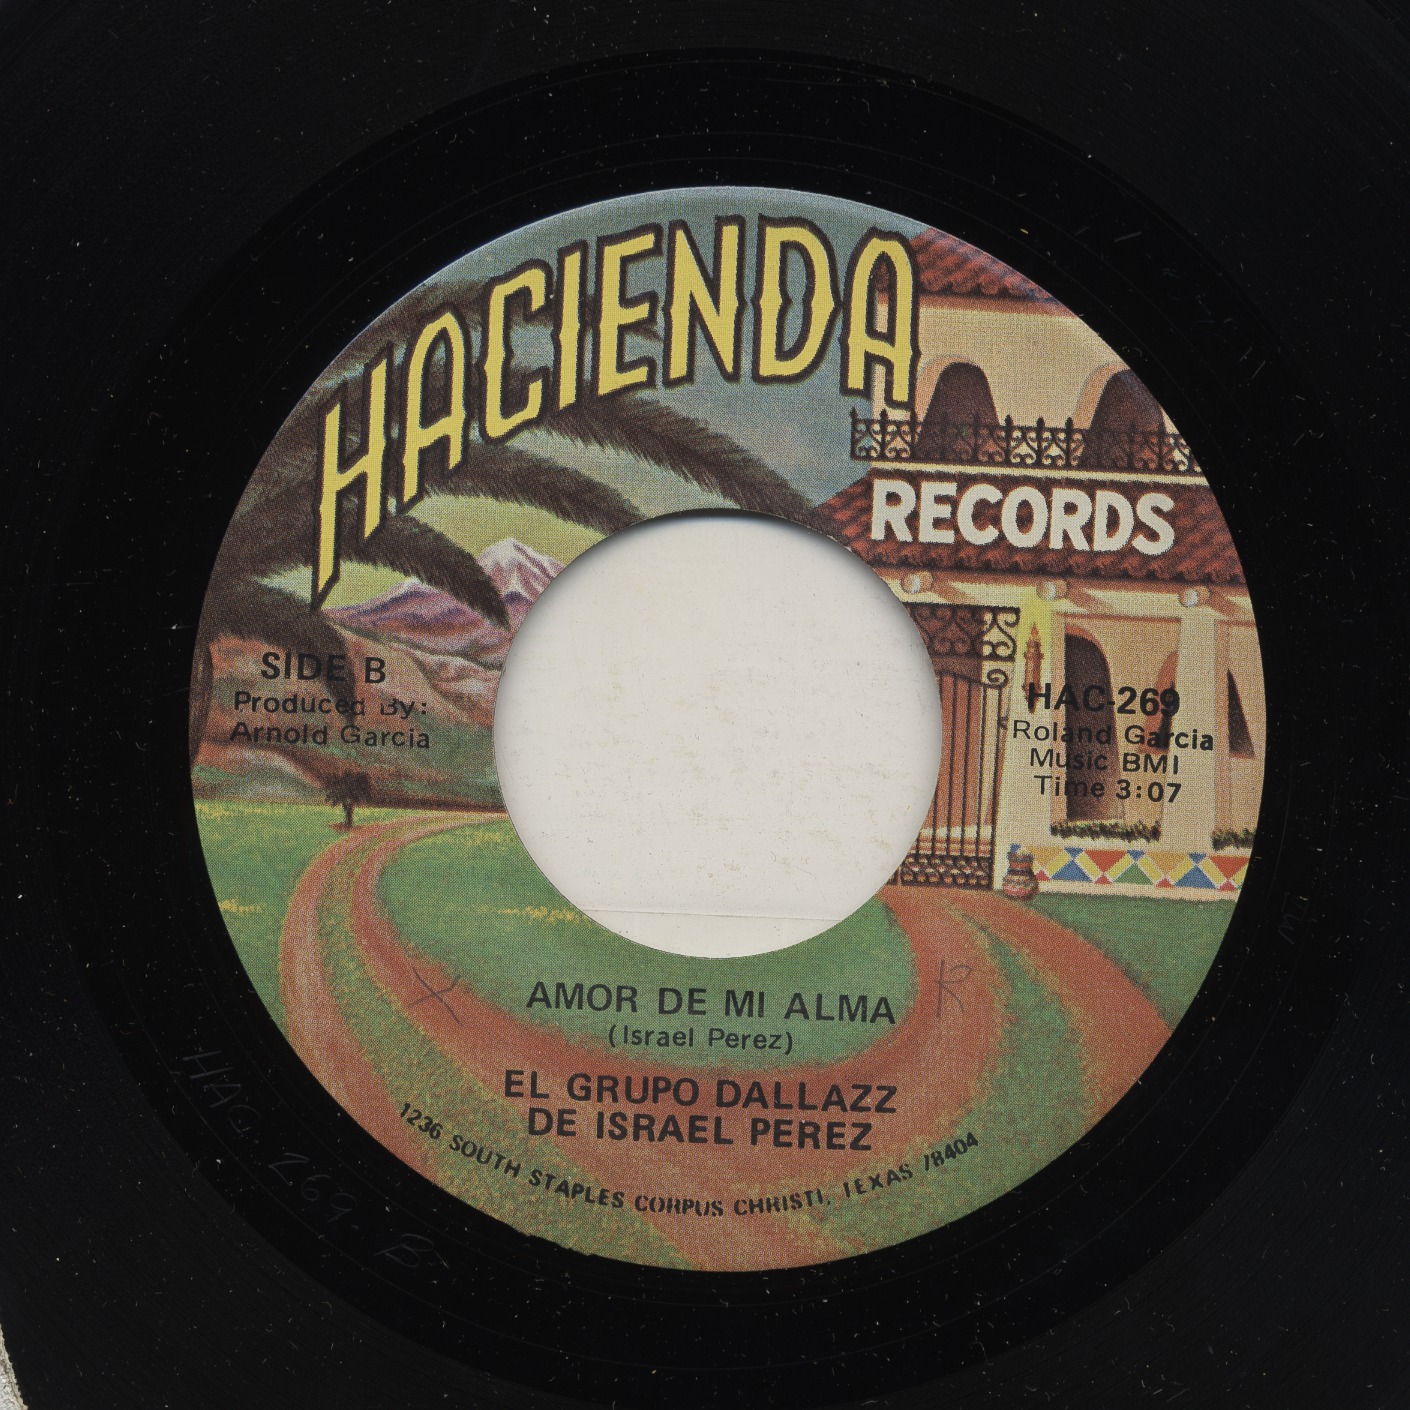 HACIENDA
RECORDS
SIDE B
Produced By:
Arnold Garcia
HAC-269
Roland Garcia
Music BMI
Time 3:07
AMOR DE MI ALMA
(Israel Perez)
EL GRUPO DALLAZZ
DE ISRAEL PEREZ
1236 SOUTH STAPLES CORPUS CHRISTI, TEXAS 78404
X R
HAC-269-B